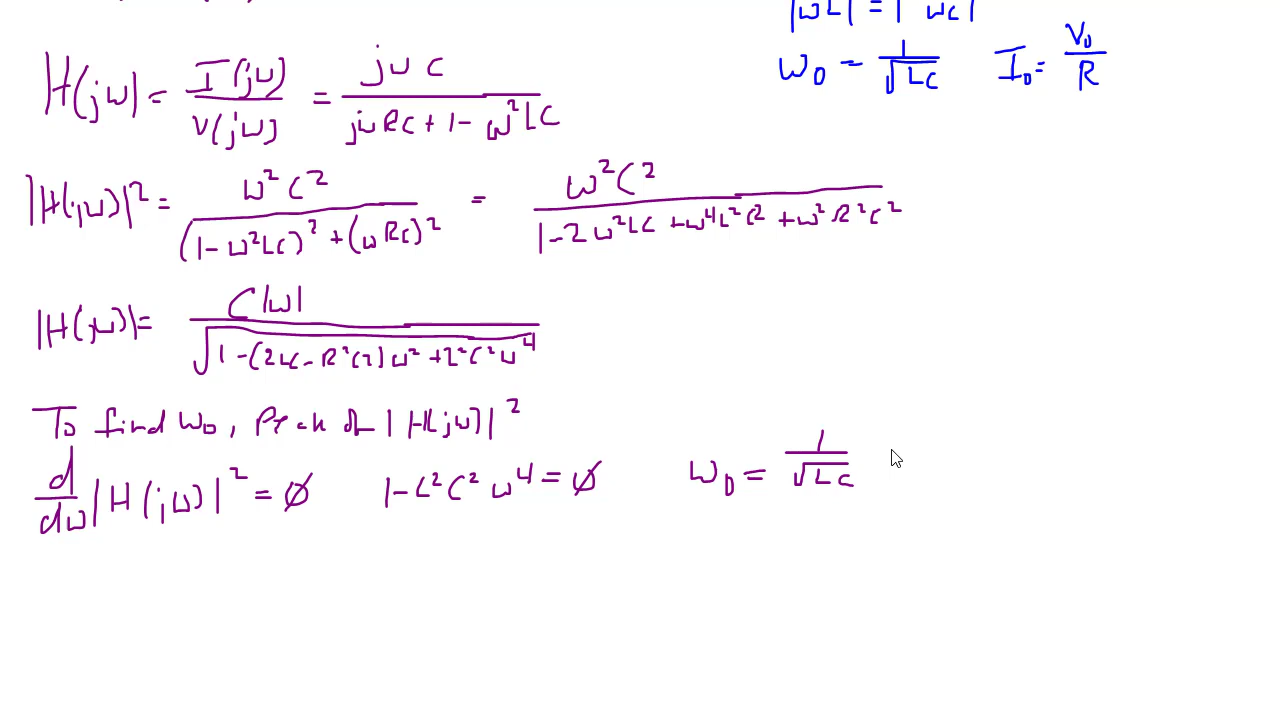 |ωL| = | ωC|
ω0 = 1/√LC I0 = V0/R
H(jω) = I(jω)/V(jω) = jωC/(jωRC + 1 - ω²LC)
|H(jω)|² = ω²C²/((1 - ω²LC)² + (ωRC)²) = ω²C²/(1 - 2ω²LC + ω⁴L²C² + ω²R²C²)
|H(jω)| = C|ω|/√(1 - (2LC - R²C²)ω² + L²C²ω⁴)
To find ω0, Peak of |H(jω)|²
d/dω |H(jω)|² = 0 1 - L²C²ω⁴ = 0 ω0 = 1/√LC